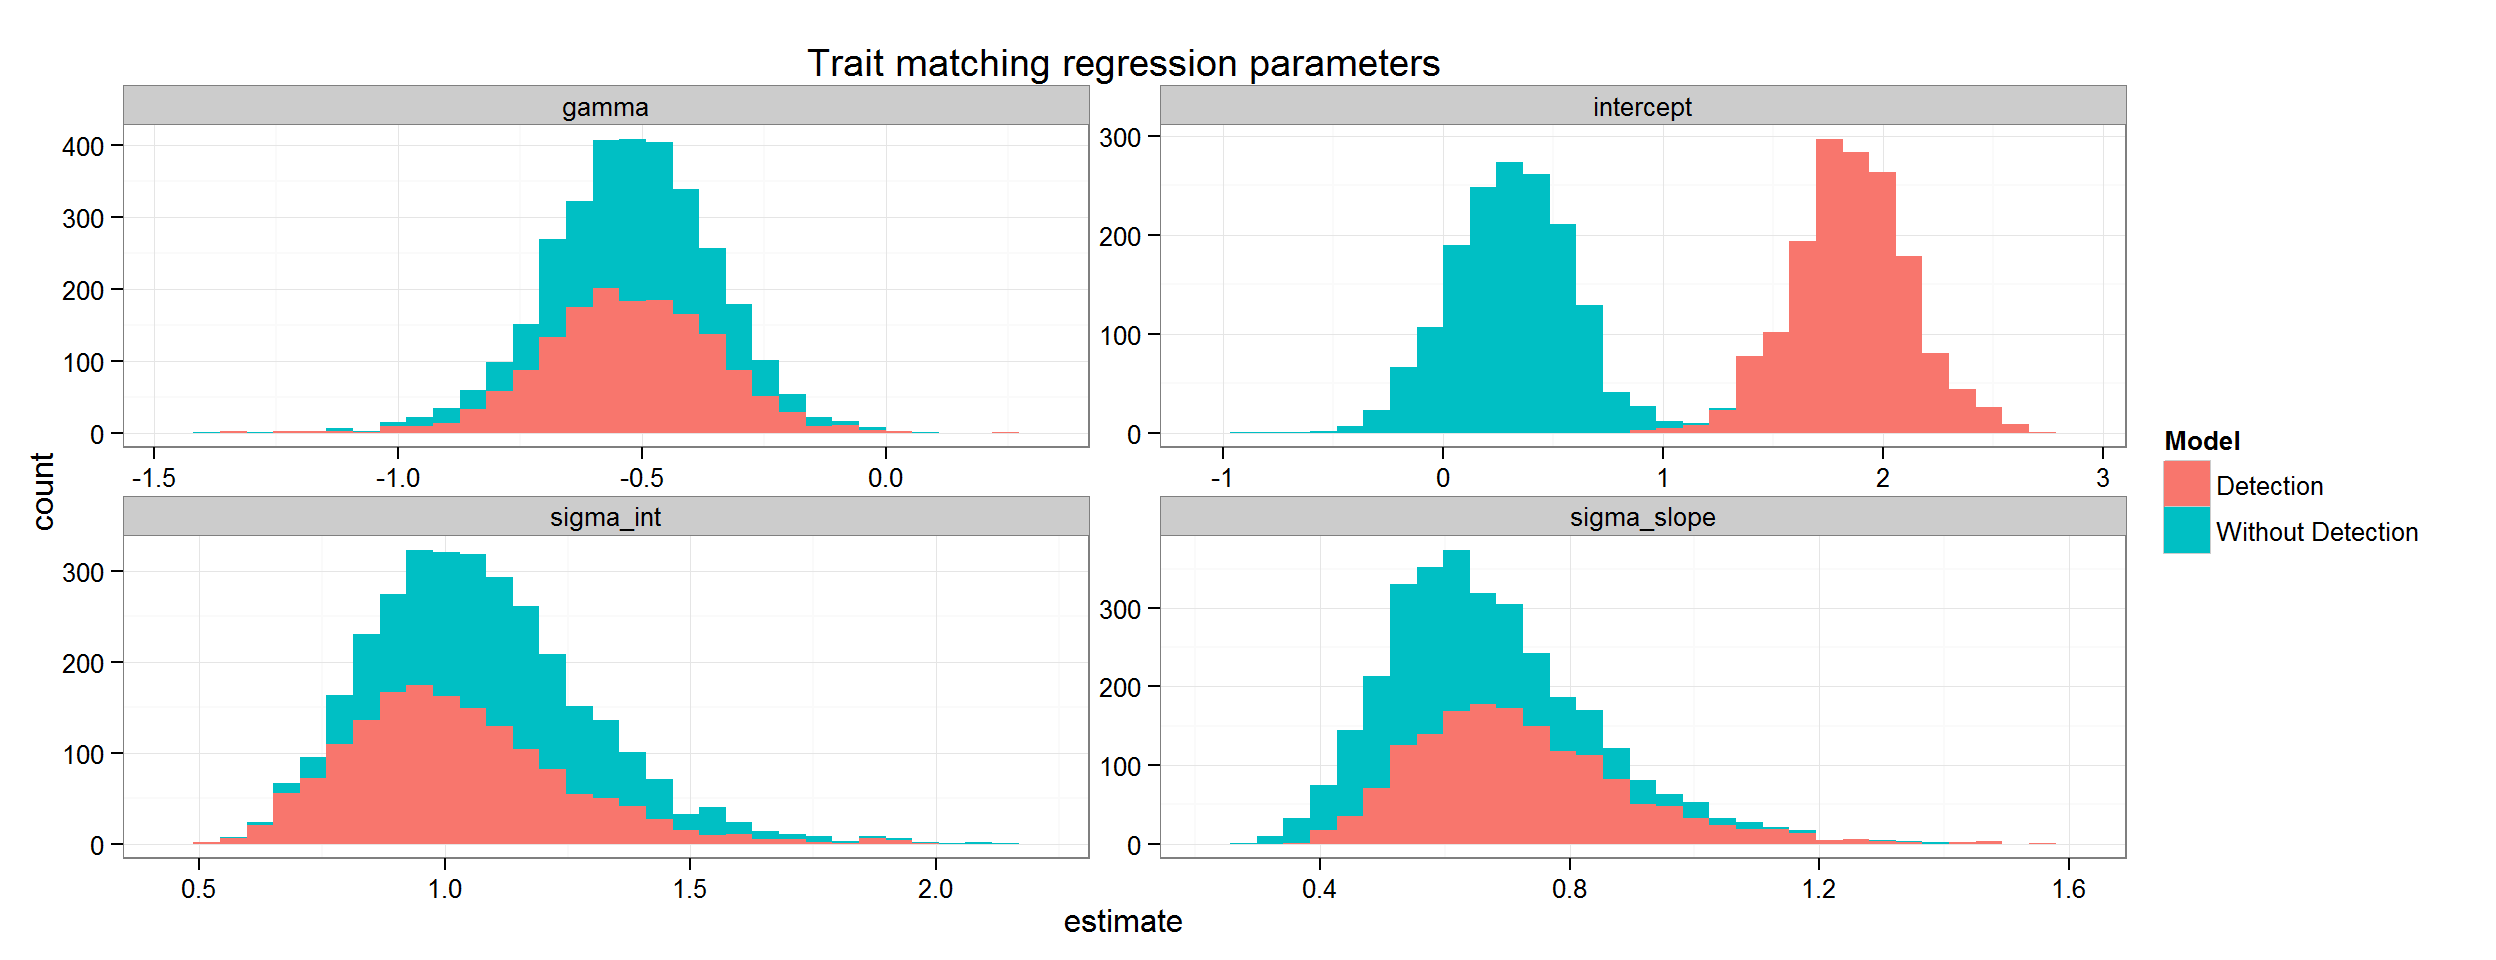 Trait matching regression parameters
gamma
intercept
400
300
200
100
0
-1.5 -1.0 -0.5 0.0
300
200
100
0
-1 0 1 2 3
count
sigma_int
sigma_slope
300
200
100
0
0.5 1.0 1.5 2.0
300
200
100
0
0.4 0.8 1.2 1.6
estimate
Model
Detection
Without Detection